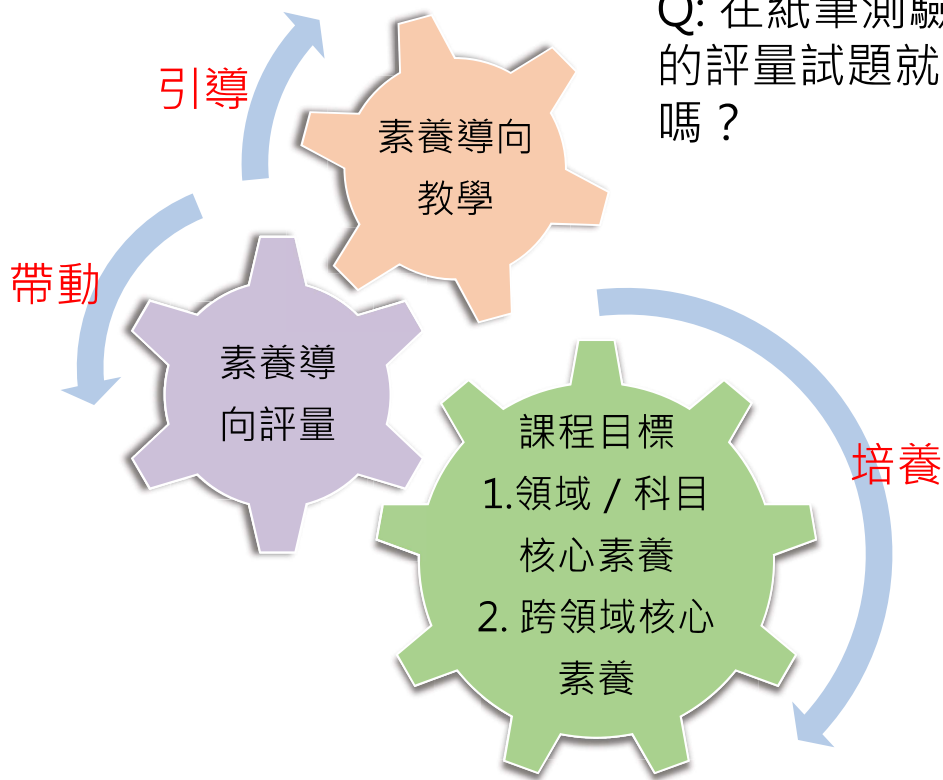 Q: 在紙筆測驗
的評量試題就
嗎？
引導
素養導向
教學
帶動
素養導
向評量
課程目標
1.領域 / 科目
核心素養
2. 跨領域核心
素養
培養